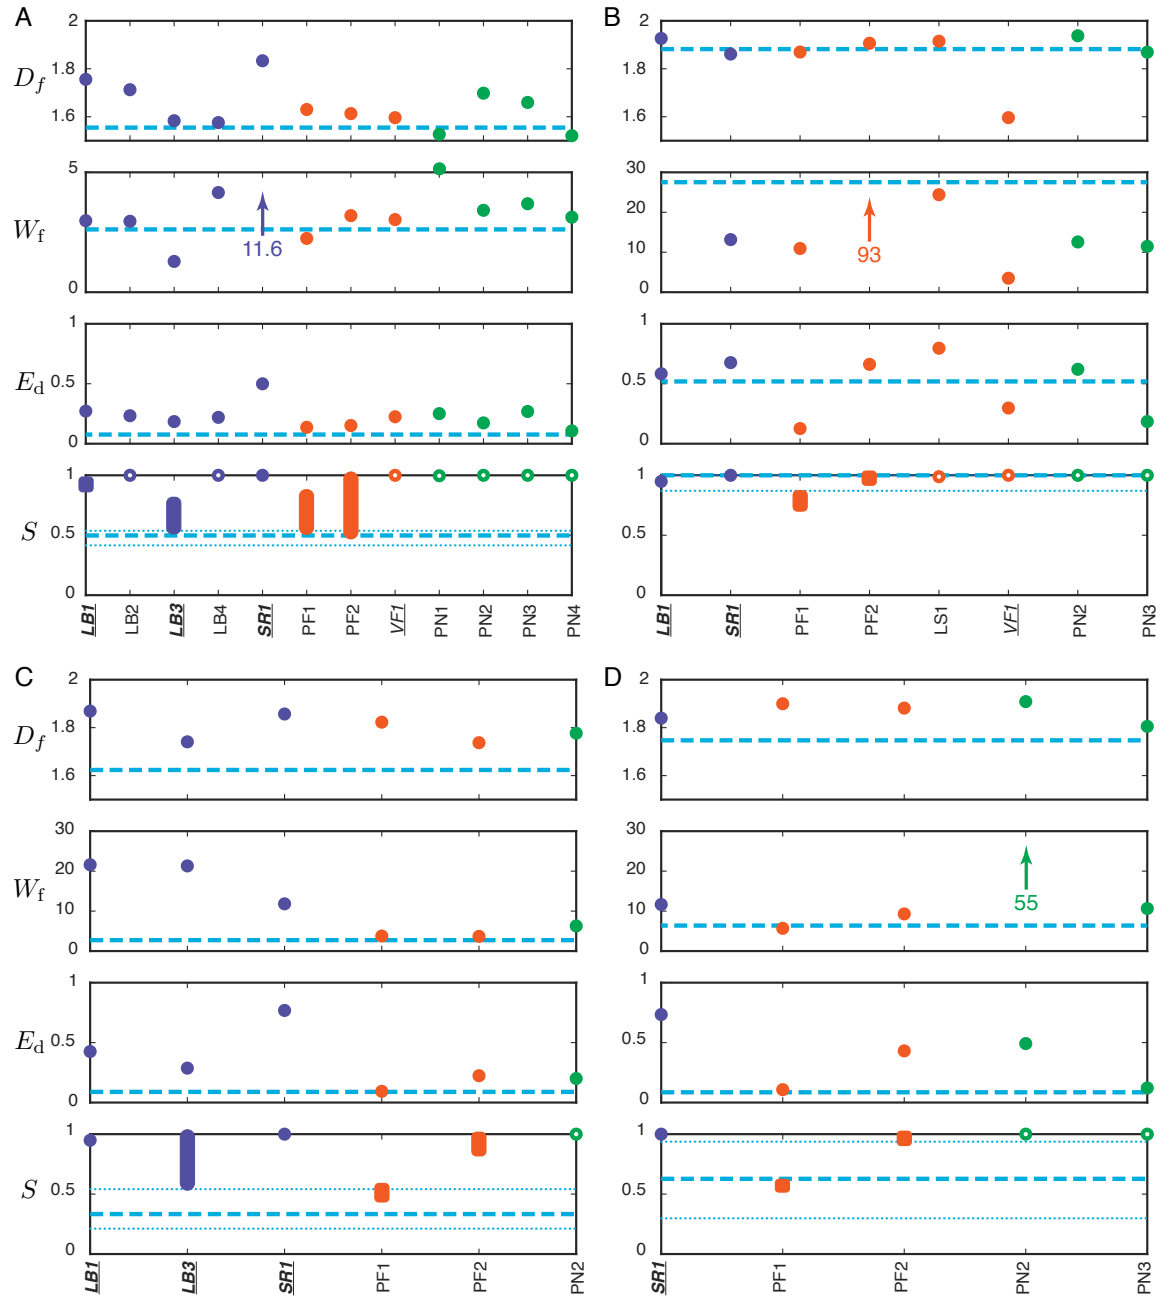 A
D_f
2
1.8
1.6
W_f
5
0
11.6
E_d
1
0.5
0
S
1
0.5
0
LB1
LB2
LB3
LB4
SR1
PF1
PF2
VF1
PN1
PN2
PN3
PN4
B
2
1.8
1.6
30
20
10
0
93
1
0.5
0
1
0.5
0
LB1
SR1
PF1
PF2
LS1
VF1
PN2
PN3
C
D_f
2
1.8
1.6
W_f
30
20
10
0
E_d
1
0.5
0
S
1
0.5
0
LB1
LB3
SR1
PF1
PF2
PN2
D
2
1.8
1.6
30
20
10
0
55
1
0.5
0
1
0.5
0
SR1
PF1
PF2
PN2
PN3